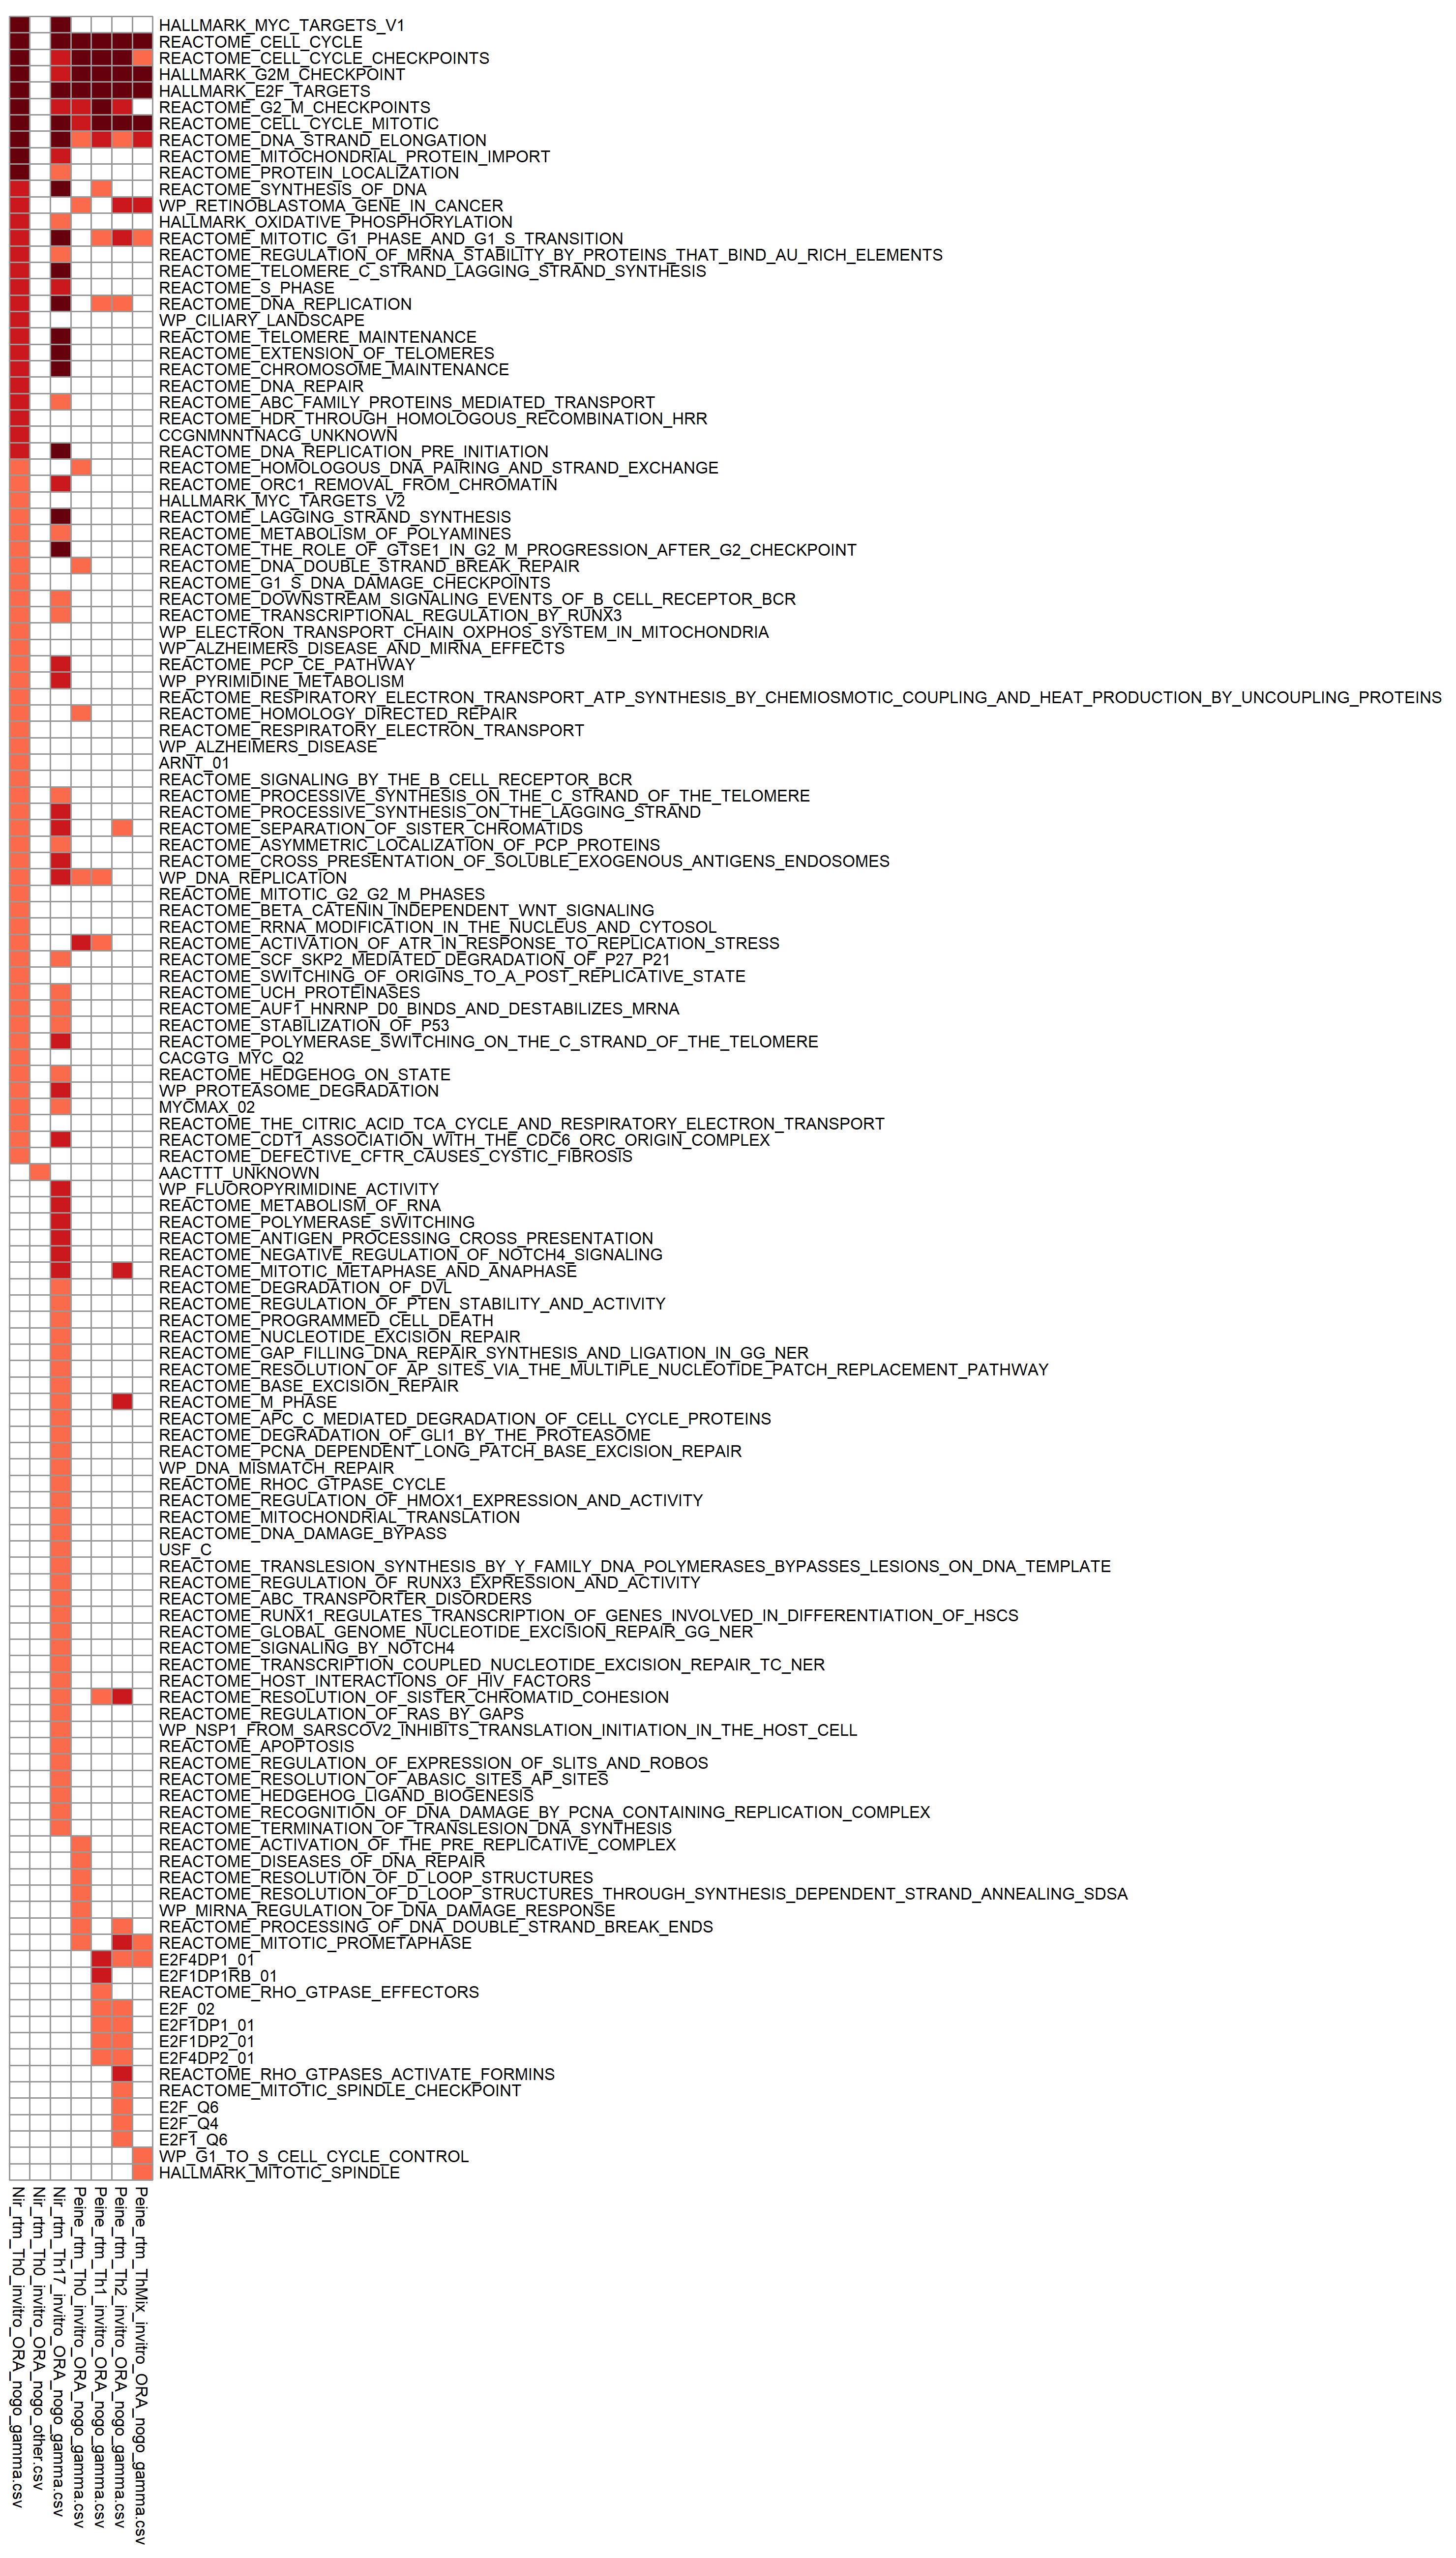 HALLMARK_MYC_TARGETS_V1
REACTOME_CELL_CYCLE
REACTOME_CELL_CYCLE_CHECKPOINTS
HALLMARK_G2M_CHECKPOINT
HALLMARK_E2F_TARGETS
REACTOME_G2_M_CHECKPOINTS
REACTOME_CELL_CYCLE_MITOTIC
REACTOME_DNA_STRAND_ELONGATION
REACTOME_MITOCHONDRIAL_PROTEIN_IMPORT
REACTOME_PROTEIN_LOCALIZATION
REACTOME_SYNTHESIS_OF_DNA
WP_RETINOBLASTOMA_GENE_IN_CANCER
HALLMARK_OXIDATIVE_PHOSPHORYLATION
REACTOME_MITOTIC_G1_PHASE_AND_G1_S_TRANSITION
REACTOME_REGULATION_OF_MRNA_STABILITY_BY_PROTEINS_THAT_BIND_AU_RICH_ELEMENTS
REACTOME_TELOMERE_C_STRAND_LAGGING_STRAND_SYNTHESIS
REACTOME_S_PHASE
REACTOME_DNA_REPLICATION
WP_CILIARY_LANDSCAPE
REACTOME_TELOMERE_MAINTENANCE
REACTOME_EXTENSION_OF_TELOMERES
REACTOME_CHROMOSOME_MAINTENANCE
REACTOME_DNA_REPAIR
REACTOME_ABC_FAMILY_PROTEINS_MEDIATED_TRANSPORT
REACTOME_HDR_THROUGH_HOMOLOGOUS_RECOMBINATION_HRR
CCGNMNNTNACG_UNKNOWN
REACTOME_DNA_REPLICATION_PRE_INITIATION
REACTOME_HOMOLOGOUS_DNA_PAIRING_AND_STRAND_EXCHANGE
REACTOME_ORC1_REMOVAL_FROM_CHROMATIN
HALLMARK_MYC_TARGETS_V2
REACTOME_LAGGING_STRAND_SYNTHESIS
REACTOME_METABOLISM_OF_POLYAMINES
REACTOME_THE_ROLE_OF_GTSE1_IN_G2_M_PROGRESSION_AFTER_G2_CHECKPOINT
REACTOME_DNA_DOUBLE_STRAND_BREAK_REPAIR
REACTOME_G1_S_DNA_DAMAGE_CHECKPOINTS
REACTOME_DOWNSTREAM_SIGNALING_EVENTS_OF_B_CELL_RECEPTOR_BCR
REACTOME_TRANSCRIPTIONAL_REGULATION_BY_RUNX3
WP_ELECTRON_TRANSPORT_CHAIN_OXPHOS_SYSTEM_IN_MITOCHONDRIA
WP_ALZHEIMERS_DISEASE_AND_MIRNA_EFFECTS
REACTOME_PCP_CE_PATHWAY
WP_PYRIMIDINE_METABOLISM
REACTOME_RESPIRATORY_ELECTRON_TRANSPORT_ATP_SYNTHESIS_BY_CHEMIOSMOTIC_COUPLING_AND_HEAT_PRODUCTION_BY_UNCOUPLING_PROTEINS
REACTOME_HOMOLOGY_DIRECTED_REPAIR
REACTOME_RESPIRATORY_ELECTRON_TRANSPORT
WP_ALZHEIMERS_DISEASE
ARNT_01
REACTOME_SIGNALING_BY_THE_B_CELL_RECEPTOR_BCR
REACTOME_PROCESSIVE_SYNTHESIS_ON_THE_C_STRAND_OF_THE_TELOMERE
REACTOME_PROCESSIVE_SYNTHESIS_ON_THE_LAGGING_STRAND
REACTOME_SEPARATION_OF_SISTER_CHROMATIDS
REACTOME_ASYMMETRIC_LOCALIZATION_OF_PCP_PROTEINS
REACTOME_CROSS_PRESENTATION_OF_SOLUBLE_EXOGENOUS_ANTIGENS_ENDOSOMES
WP_DNA_REPLICATION
REACTOME_MITOTIC_G2_G2_M_PHASES
REACTOME_BETA_CATENIN_INDEPENDENT_WNT_SIGNALING
REACTOME_RRNA_MODIFICATION_IN_THE_NUCLEUS_AND_CYTOSOL
REACTOME_ACTIVATION_OF_ATR_IN_RESPONSE_TO_REPLICATION_STRESS
REACTOME_SCF_SKP2_MEDIATED_DEGRADATION_OF_P27_P21
REACTOME_SWITCHING_OF_ORIGINS_TO_A_POST_REPLICATIVE_STATE
REACTOME_UCH_PROTEINASES
REACTOME_AUF1_HNRNP_D0_BINDS_AND_DESTABILIZES_MRNA
REACTOME_STABILIZATION_OF_P53
REACTOME_POLYMERASE_SWITCHING_ON_THE_C_STRAND_OF_THE_TELOMERE
CACGTG_MYC_Q2
REACTOME_HEDGEHOG_ON_STATE
WP_PROTEASOME_DEGRADATION
MYCMAX_02
REACTOME_THE_CITRIC_ACID_TCA_CYCLE_AND_RESPIRATORY_ELECTRON_TRANSPORT
REACTOME_CDT1_ASSOCIATION_WITH_THE_CDC6_ORC_ORIGIN_COMPLEX
REACTOME_DEFECTIVE_CFTR_CAUSES_CYSTIC_FIBROSIS
AACTTT_UNKNOWN
WP_FLUOROPYRIMIDINE_ACTIVITY
REACTOME_METABOLISM_OF_RNA
REACTOME_POLYMERASE_SWITCHING
REACTOME_ANTIGEN_PROCESSING_CROSS_PRESENTATION
REACTOME_NEGATIVE_REGULATION_OF_NOTCH4_SIGNALING
REACTOME_MITOTIC_METAPHASE_AND_ANAPHASE
REACTOME_DEGRADATION_OF_DVL
REACTOME_REGULATION_OF_PTEN_STABILITY_AND_ACTIVITY
REACTOME_PROGRAMMED_CELL_DEATH
REACTOME_NUCLEOTIDE_EXCISION_REPAIR
REACTOME_GAP_FILLING_DNA_REPAIR_SYNTHESIS_AND_LIGATION_IN_GG_NER
REACTOME_RESOLUTION_OF_AP_SITES_VIA_THE_MULTIPLE_NUCLEOTIDE_PATCH_REPLACEMENT_PATHWAY
REACTOME_BASE_EXCISION_REPAIR
REACTOME_M_PHASE
REACTOME_APC_C_MEDIATED_DEGRADATION_OF_CELL_CYCLE_PROTEINS
REACTOME_DEGRADATION_OF_GLI1_BY_THE_PROTEASOME
REACTOME_PCNA_DEPENDENT_LONG_PATCH_BASE_EXCISION_REPAIR
WP_DNA_MISMATCH_REPAIR
REACTOME_RHOC_GTPASE_CYCLE
REACTOME_REGULATION_OF_HMOX1_EXPRESSION_AND_ACTIVITY
REACTOME_MITOCHONDRIAL_TRANSLATION
REACTOME_DNA_DAMAGE_BYPASS
USF_C
REACTOME_TRANSLESION_SYNTHESIS_BY_Y_FAMILY_DNA_POLYMERASES_BYPASSES_LESIONS_ON_DNA_TEMPLATE
REACTOME_REGULATION_OF_RUNX3_EXPRESSION_AND_ACTIVITY
REACTOME_ABC_TRANSPORTER_DISORDERS
REACTOME_RUNX1_REGULATES_TRANSCRIPTION_OF_GENES_INVOLVED_IN_DIFFERENTIATION_OF_HSCS
REACTOME_GLOBAL_GENOME_NUCLEOTIDE_EXCISION_REPAIR_GG_NER
REACTOME_SIGNALING_BY_NOTCH4
REACTOME_TRANSCRIPTION_COUPLED_NUCLEOTIDE_EXCISION_REPAIR_TC_NER
REACTOME_HOST_INTERACTIONS_OF_HIV_FACTORS
REACTOME_RESOLUTION_OF_SISTER_CHROMATID_COHESION
REACTOME_REGULATION_OF_RAS_BY_GAPS
WP_NSP1_FROM_SARSCOV2_INHIBITS_TRANSLATION_INITIATION_IN_THE_HOST_CELL
REACTOME_APOPTOSIS
REACTOME_REGULATION_OF_EXPRESSION_OF_SLITS_AND_ROBOS
REACTOME_RESOLUTION_OF_ABASIC_SITES_AP_SITES
REACTOME_HEDGEHOG_LIGAND_BIOGENESIS
REACTOME_RECOGNITION_OF_DNA_DAMAGE_BY_PCNA_CONTAINING_REPLICATION_COMPLEX
REACTOME_TERMINATION_OF_TRANSLESION_DNA_SYNTHESIS
REACTOME_ACTIVATION_OF_THE_PRE_REPLICATIVE_COMPLEX
REACTOME_DISEASES_OF_DNA_REPAIR
REACTOME_RESOLUTION_OF_D_LOOP_STRUCTURES
REACTOME_RESOLUTION_OF_D_LOOP_STRUCTURES_THROUGH_SYNTHESIS_DEPENDENT_STRAND_ANNEALING_SDSA
WP_MIRNA_REGULATION_OF_DNA_DAMAGE_RESPONSE
REACTOME_PROCESSING_OF_DNA_DOUBLE_STRAND_BREAK_ENDS
REACTOME_MITOTIC_PROMETAPHASE
E2F4DP1_01
E2F1DP1RB_01
REACTOME_RHO_GTPASE_EFFECTORS
E2F_02
E2F1DP1_01
E2F1DP2_01
E2F4DP2_01
REACTOME_RHO_GTPASES_ACTIVATE_FORMINS
REACTOME_MITOTIC_SPINDLE_CHECKPOINT
E2F_Q6
E2F_Q4
E2F1_Q6
WP_G1_TO_S_CELL_CYCLE_CONTROL
HALLMARK_MITOTIC_SPINDLE
Nir_rtm_Th0_invitro_ORA_nogo_gamma.csv
Nir_rtm_Th0_invitro_ORA_nogo_other.csv
Nir_rtm_Th17_invitro_ORA_nogo_gamma.csv
Peine_rtm_Th0_invitro_ORA_nogo_gamma.csv
Peine_rtm_Th1_invitro_ORA_nogo_gamma.csv
Peine_rtm_Th2_invitro_ORA_nogo_gamma.csv
Peine_rtm_ThMix_invitro_ORA_nogo_gamma.csv